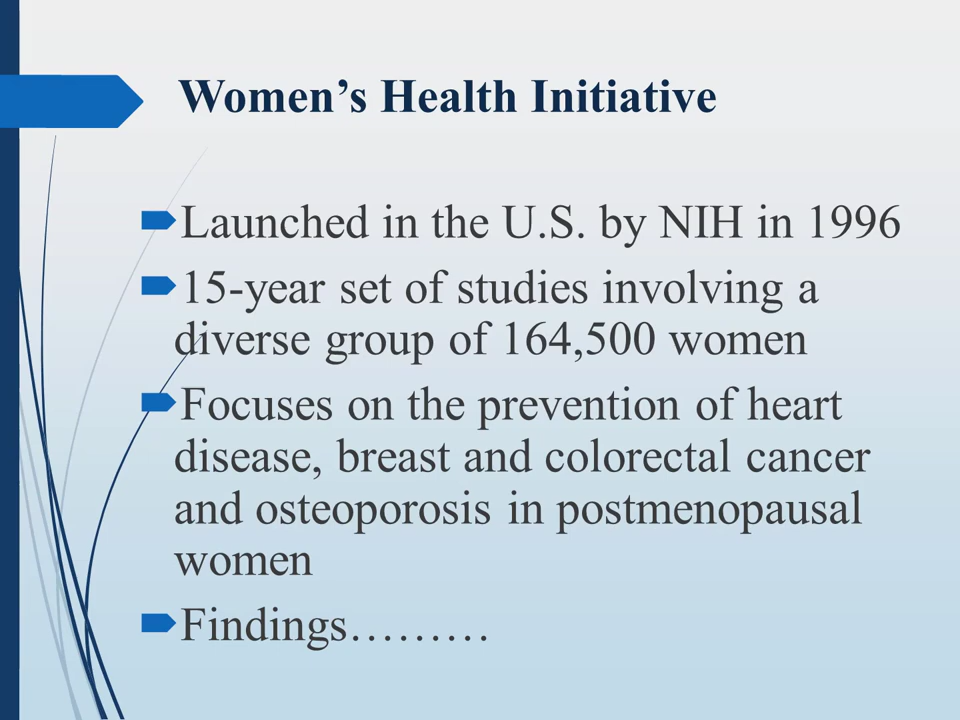 Women’s Health Initiative
Launched in the U.S. by NIH in 1996
15-year set of studies involving a
diverse group of 164,500 women
Focuses on the prevention of heart
disease, breast and colorectal cancer
and osteoporosis in postmenopausal
women
Findings………